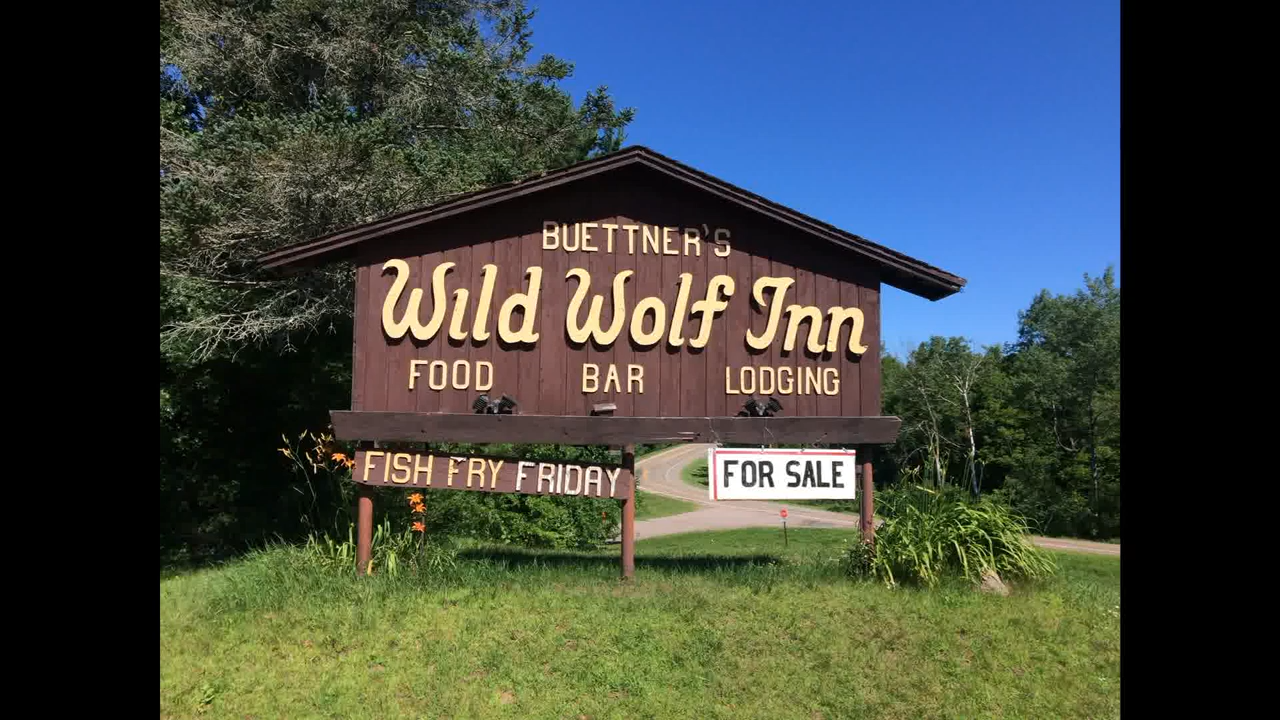 BUETTNER'S
Wild Wolf Inn
FOOD BAR LODGING
FISH FRY FRIDAY
FOR SALE